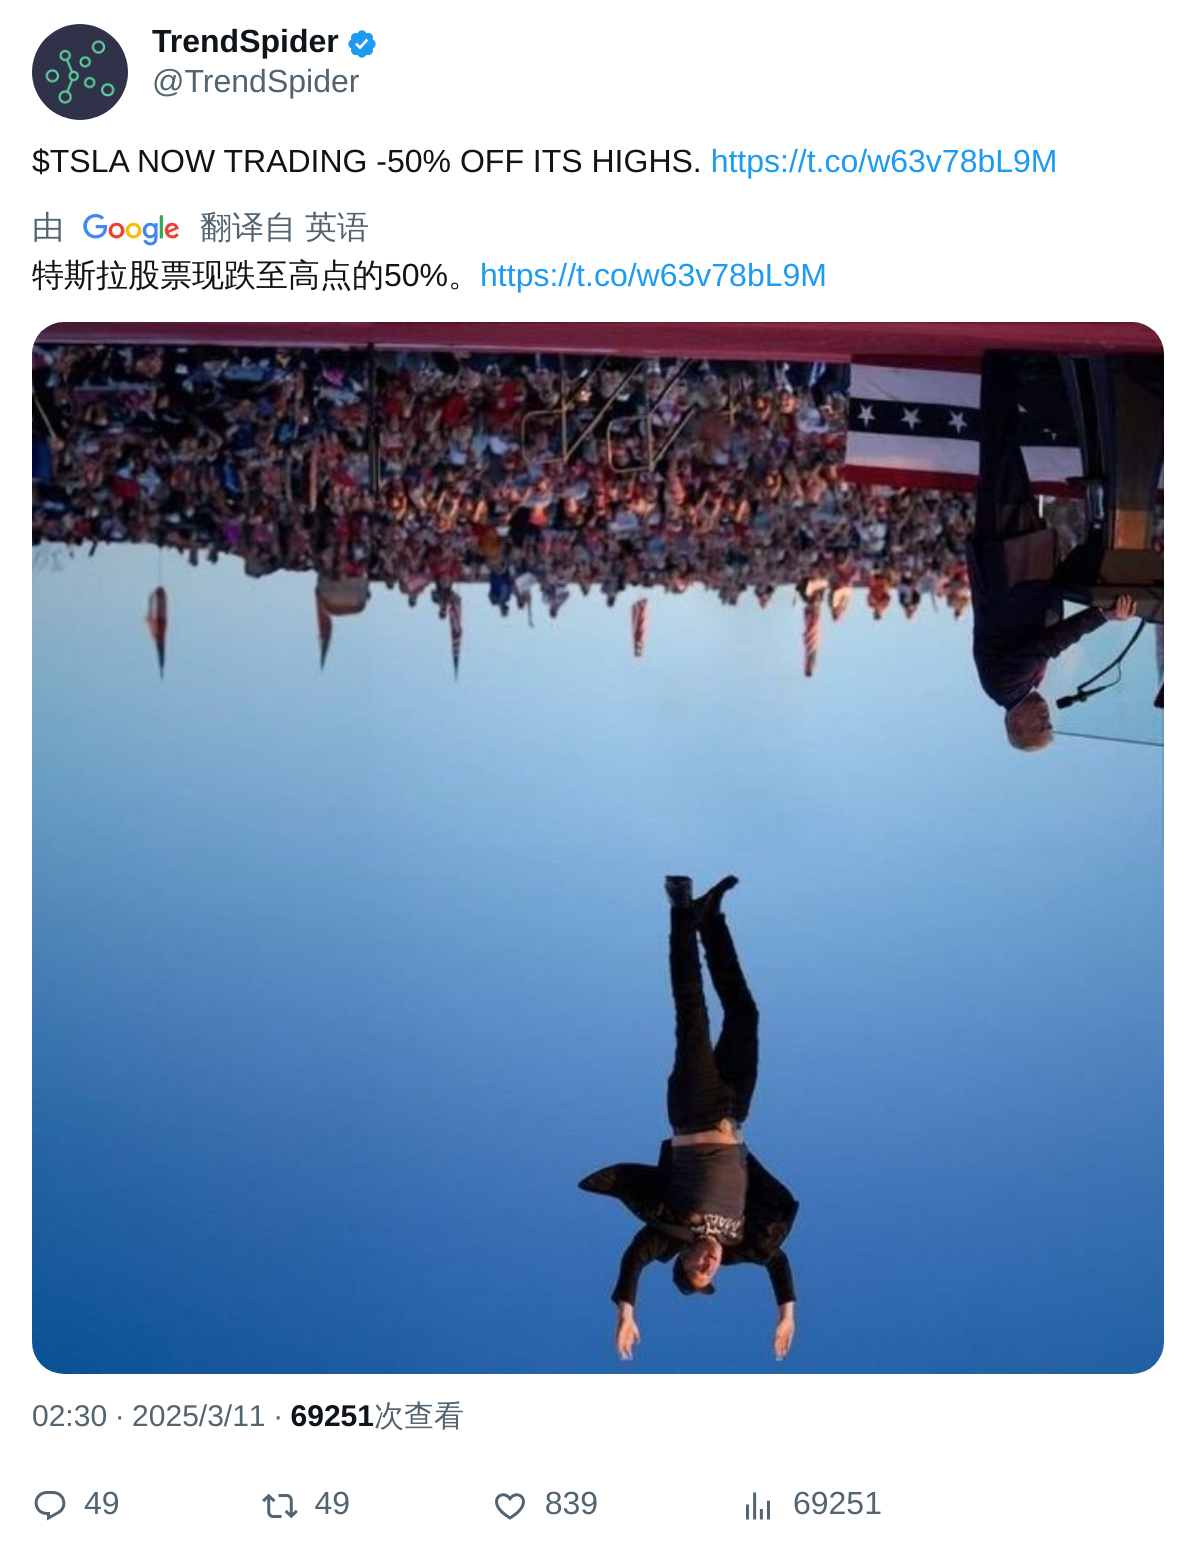 TrendSpider
@TrendSpider
$TSLA NOW TRADING -50% OFF ITS HIGHS. https://t.co/w63v78bL9M
由 Google 翻译自 英语
特斯拉股票现跌至高点的50%。https://t.co/w63v78bL9M
02:30 · 2025/3/11 · 69251次查看
49 49 839 69251